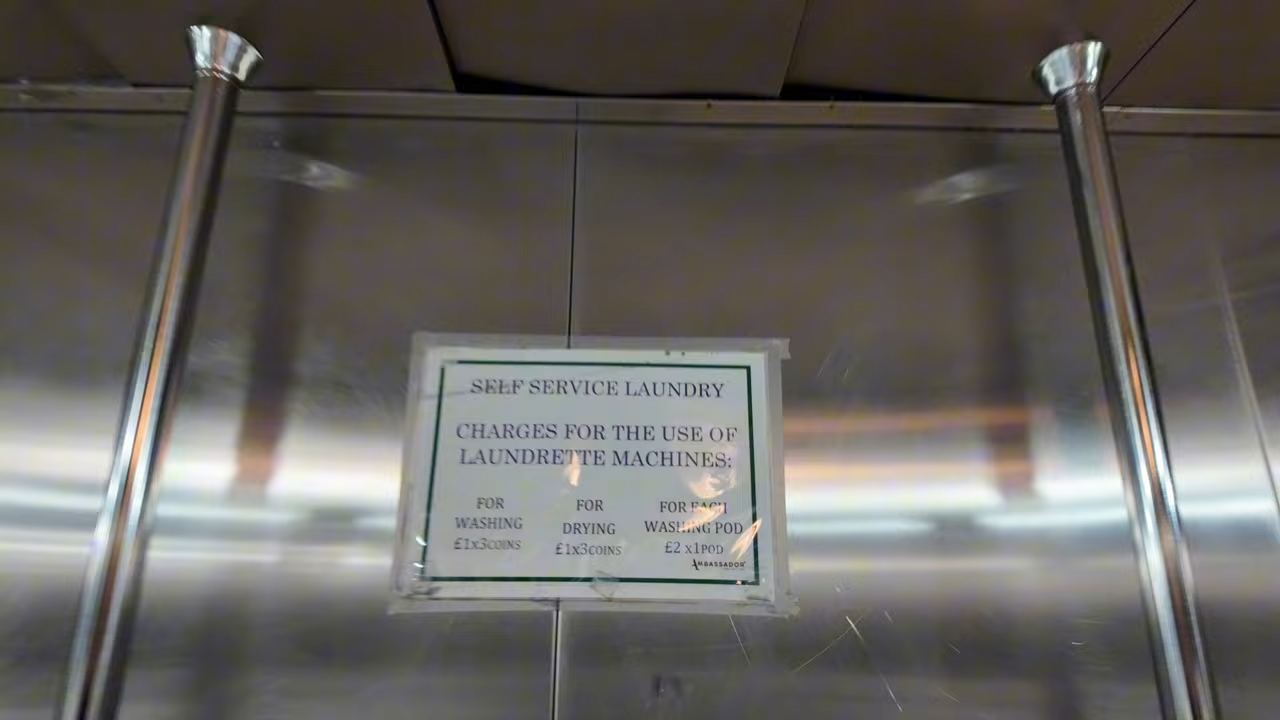 SELF SERVICE LAUNDRY
CHARGES FOR THE USE OF
LAUNDRETTE MACHINES:
FOR
WASHING
£1x3COINS
FOR
DRYING
£1x3COINS
FOR EACH
WASHING POD
£2 x1POD
AMBASSADOR